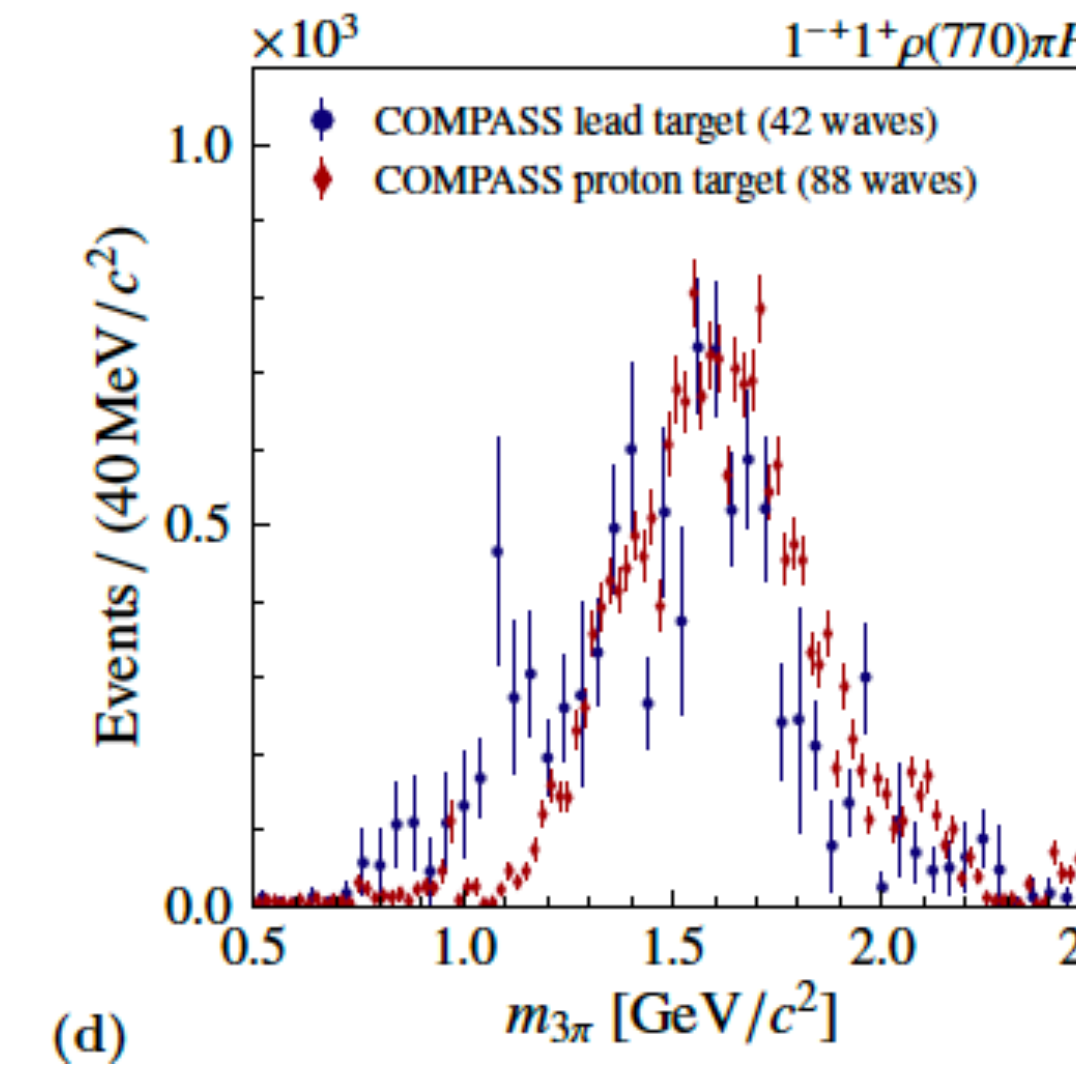 ×10³
1⁻⁺1⁺ρ(770)π
COMPASS lead target (42 waves)
COMPASS proton target (88 waves)
Events / (40 MeV/c²)
1.0
0.5
0.0
0.5 1.0 1.5 2.0
m₃π [GeV/c²]
(d)